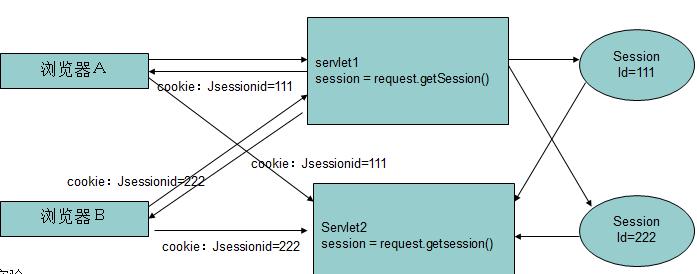 浏览器A
servlet1
session = request.getSession()
Session
Id=111
cookie：Jsessionid=111
cookie：Jsessionid=111
cookie：Jsessionid=222
浏览器B
Servlet2
session = request.getsession()
cookie：Jsessionid=222
Session
Id=222